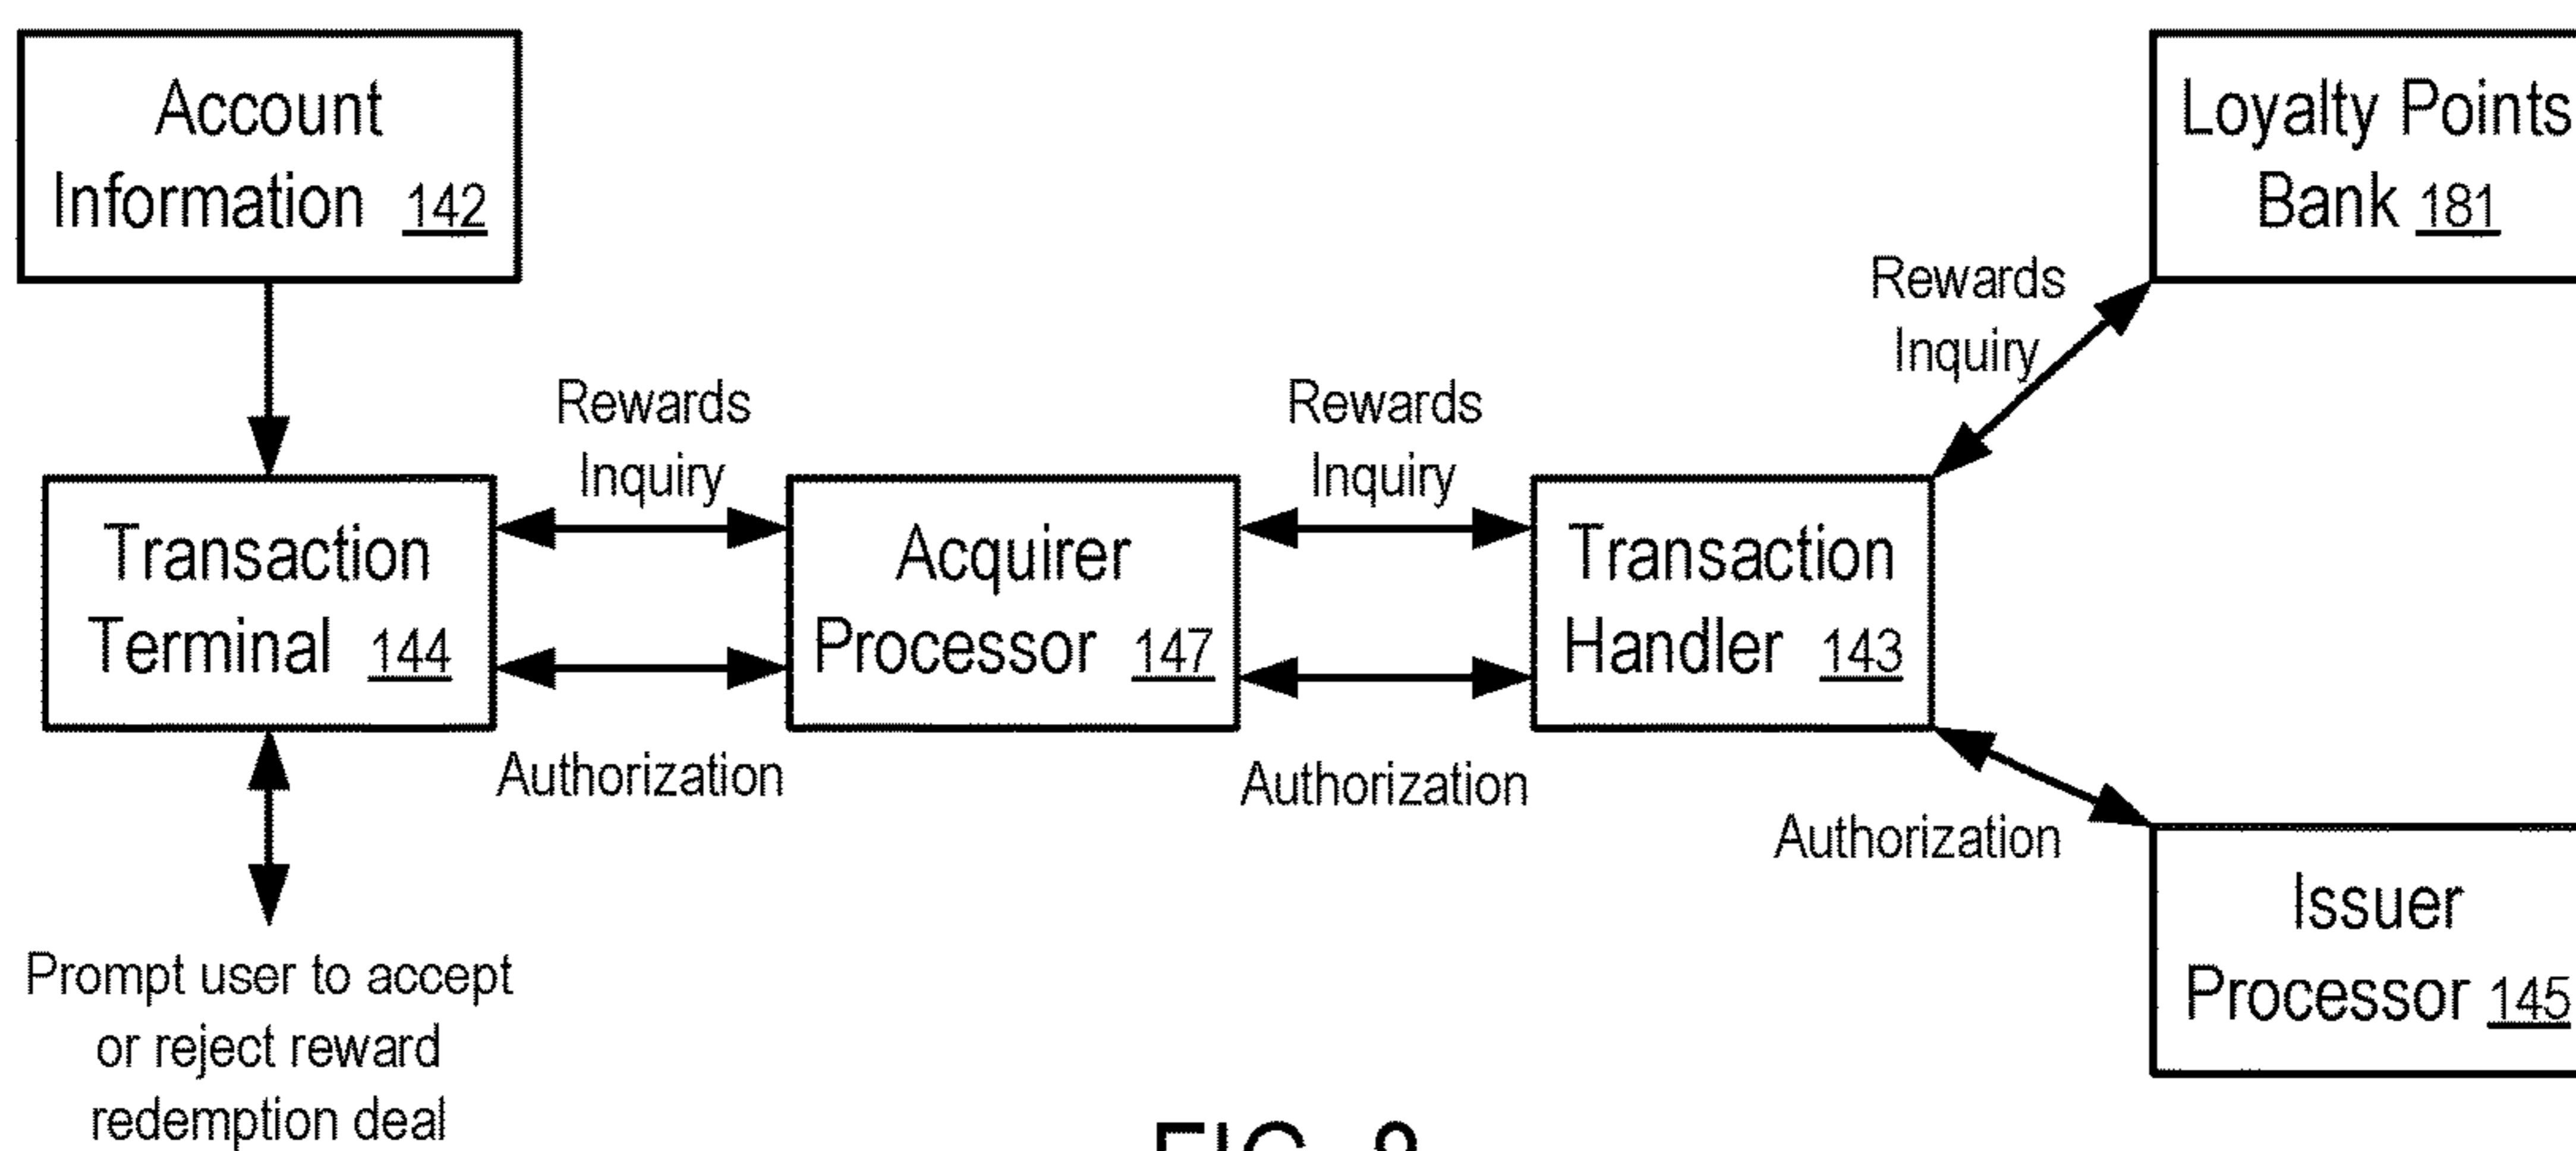 Account
Information 142
Loyalty Points
Bank 181
Rewards
Inquiry
Rewards
Inquiry
Rewards
Inquiry
Transaction
Terminal 144
Acquirer
Processor 147
Transaction
Handler 143
Authorization
Authorization
Authorization
Issuer
Processor 145
Prompt user to accept
or reject reward
redemption deal